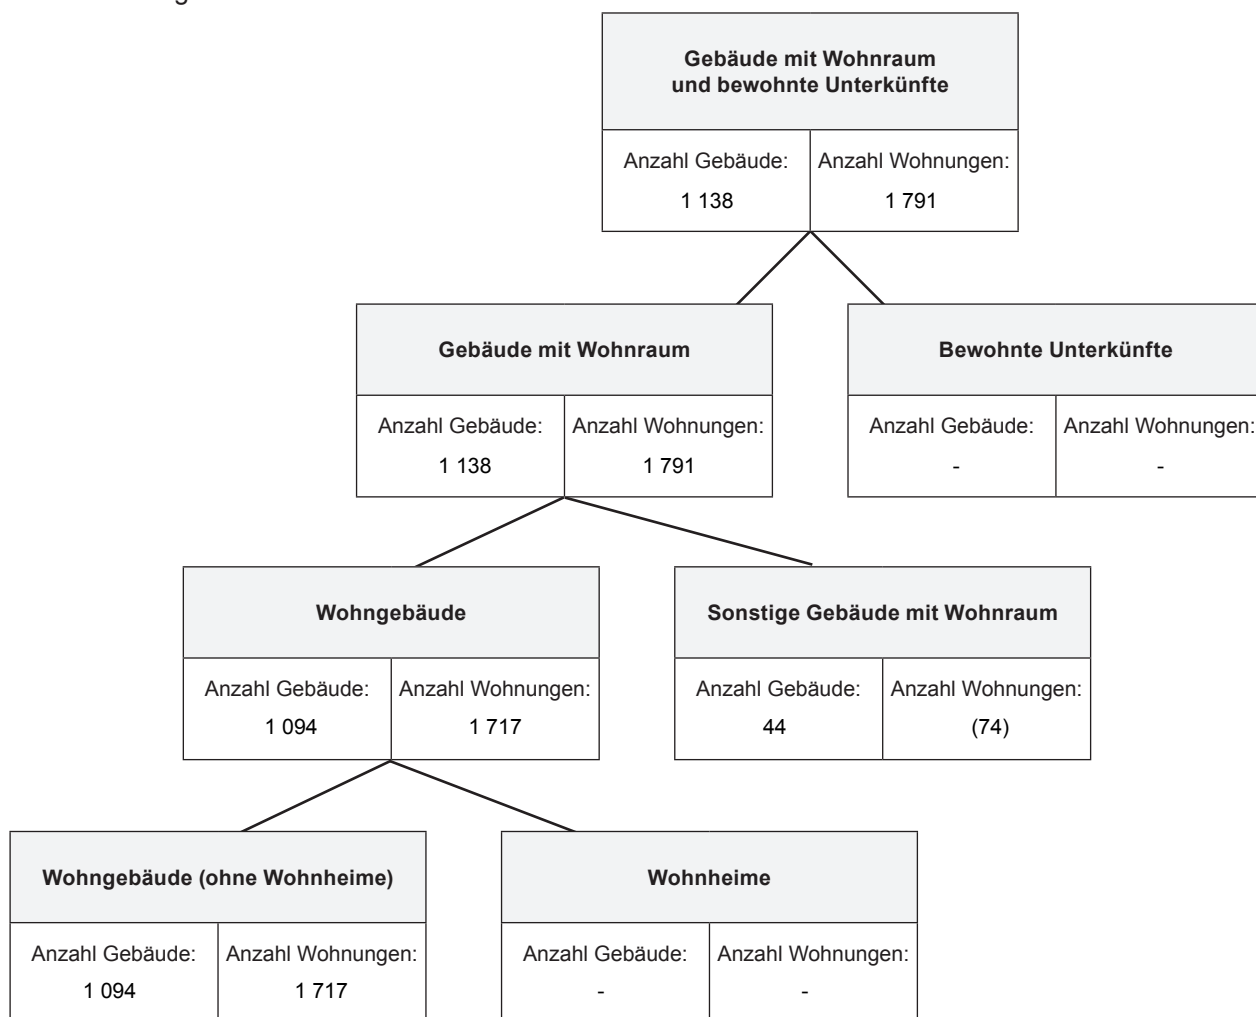 Gebäude mit Wohnraum
und bewohnte Unterkünfte
Anzahl Gebäude: Anzahl Wohnungen:
1 138 1 791
Gebäude mit Wohnraum Bewohnte Unterkünfte
Anzahl Gebäude: Anzahl Wohnungen: Anzahl Gebäude: Anzahl Wohnungen:
1 138 1 791 - -
Wohngebäude Sonstige Gebäude mit Wohnraum
Anzahl Gebäude: Anzahl Wohnungen: Anzahl Gebäude: Anzahl Wohnungen:
1 094 1 717 44 (74)
Wohngebäude (ohne Wohnheime) Wohnheime
Anzahl Gebäude: Anzahl Wohnungen: Anzahl Gebäude: Anzahl Wohnungen:
1 094 1 717 - -